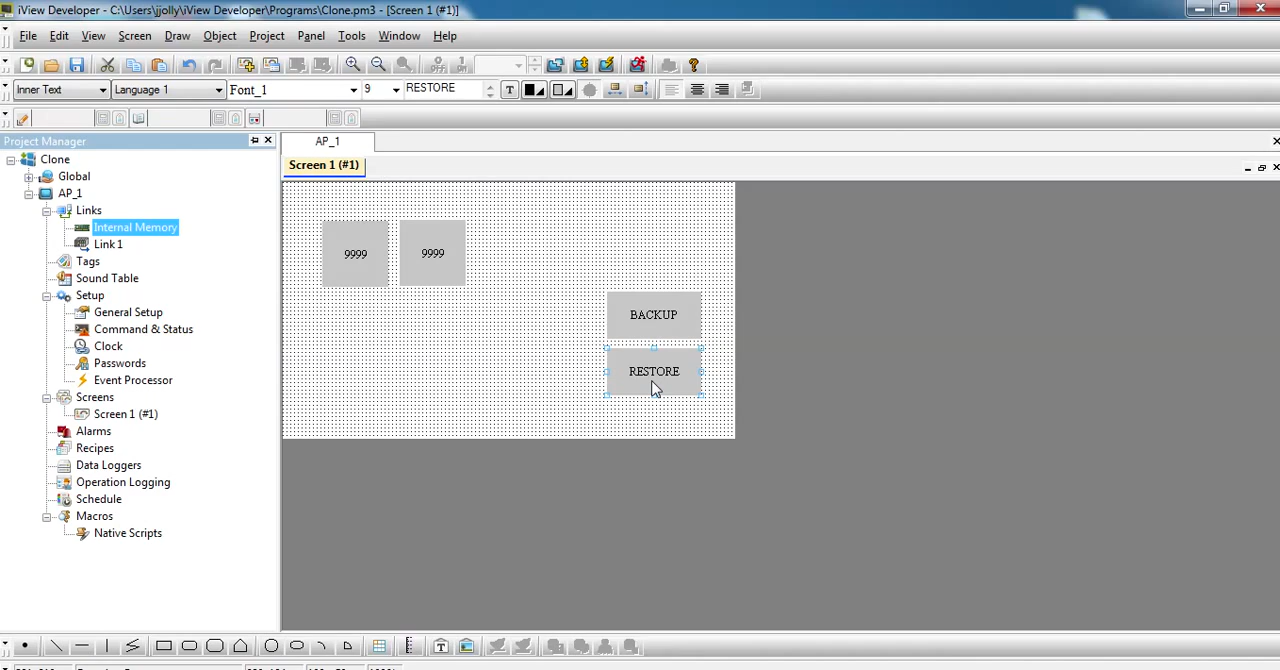 iView Developer - C:\Users\jjolly\iView Developer\Programs\Clone.pm3 - [Screen 1 (#1)]
File Edit View Screen Draw Object Project Panel Tools Window Help
Inner Text Language 1 Font_1 9 RESTORE
Project Manager
AP_1
Clone
Screen 1 (#1)
Global
AP_1
Links
Internal Memory
Link 1
Tags
Sound Table
Setup
General Setup
Command & Status
Clock
Passwords
Event Processor
Screens
Screen 1 (#1)
Alarms
Recipes
Data Loggers
Operation Logging
Schedule
Macros
Native Scripts
9999 9999
BACKUP
RESTORE